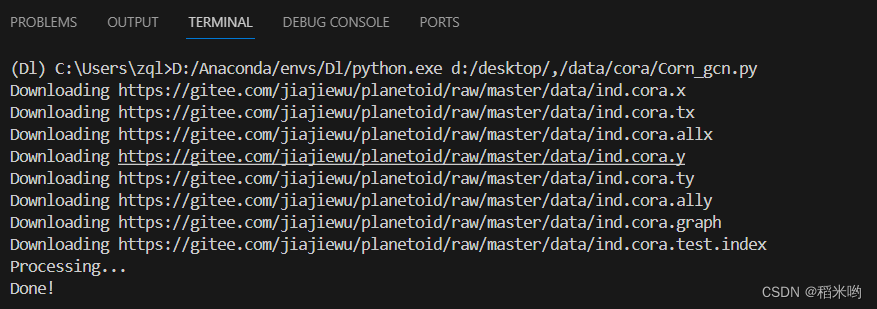 PROBLEMS OUTPUT TERMINAL DEBUG CONSOLE PORTS
(Dl) C:\Users\zql>D:/Anaconda/envs/Dl/python.exe d:/desktop/,/data/cora/Corn_gcn.py
Downloading https://gitee.com/jiajiewu/planetoid/raw/master/data/ind.cora.x
Downloading https://gitee.com/jiajiewu/planetoid/raw/master/data/ind.cora.tx
Downloading https://gitee.com/jiajiewu/planetoid/raw/master/data/ind.cora.allx
Downloading https://gitee.com/jiajiewu/planetoid/raw/master/data/ind.cora.y
Downloading https://gitee.com/jiajiewu/planetoid/raw/master/data/ind.cora.ty
Downloading https://gitee.com/jiajiewu/planetoid/raw/master/data/ind.cora.ally
Downloading https://gitee.com/jiajiewu/planetoid/raw/master/data/ind.cora.graph
Downloading https://gitee.com/jiajiewu/planetoid/raw/master/data/ind.cora.test.index
Processing...
Done!
CSDN @稻米哟